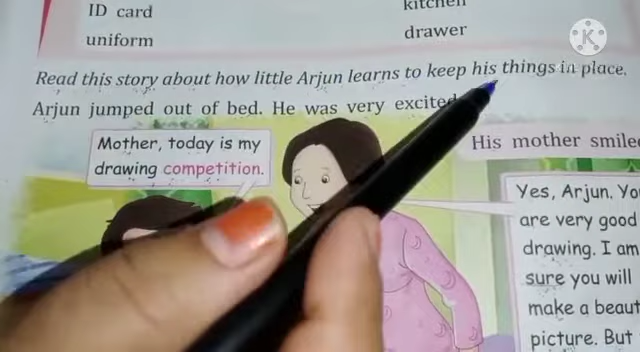 ID card
kitchen
uniform
drawer
Read this story about how little Arjun learns to keep his things in place.
Arjun jumped out of bed. He was very excited
Mother, today is my
drawing competition.
His mother smile
Yes, Arjun. Yo
are very good
drawing. I am
sure you will
make a beaut
picture. But
K
KINEMASTER